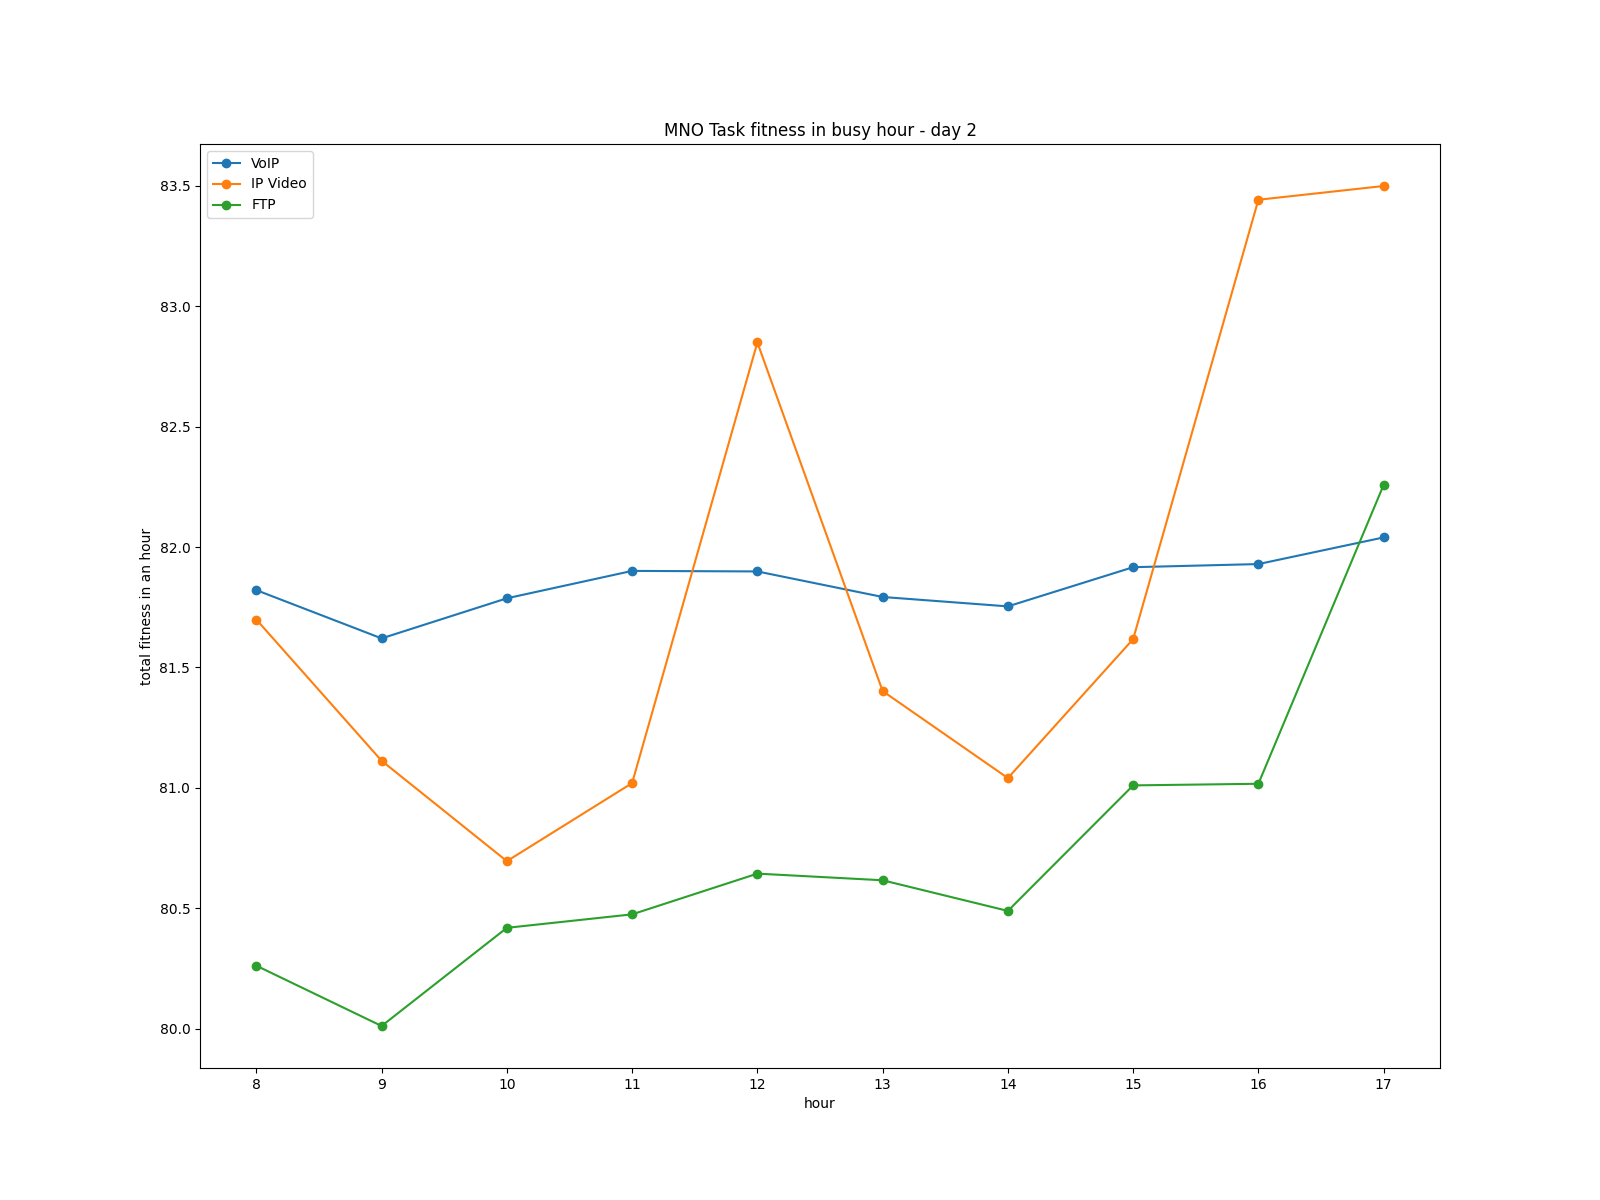 MNO Task fitness in busy hour - day 2
VoIP
IP Video
FTP
83.5
83.0
82.5
82.0
81.5
81.0
80.5
80.0
total fitness in an hour
8 9 10 11 12 13 14 15 16 17
hour